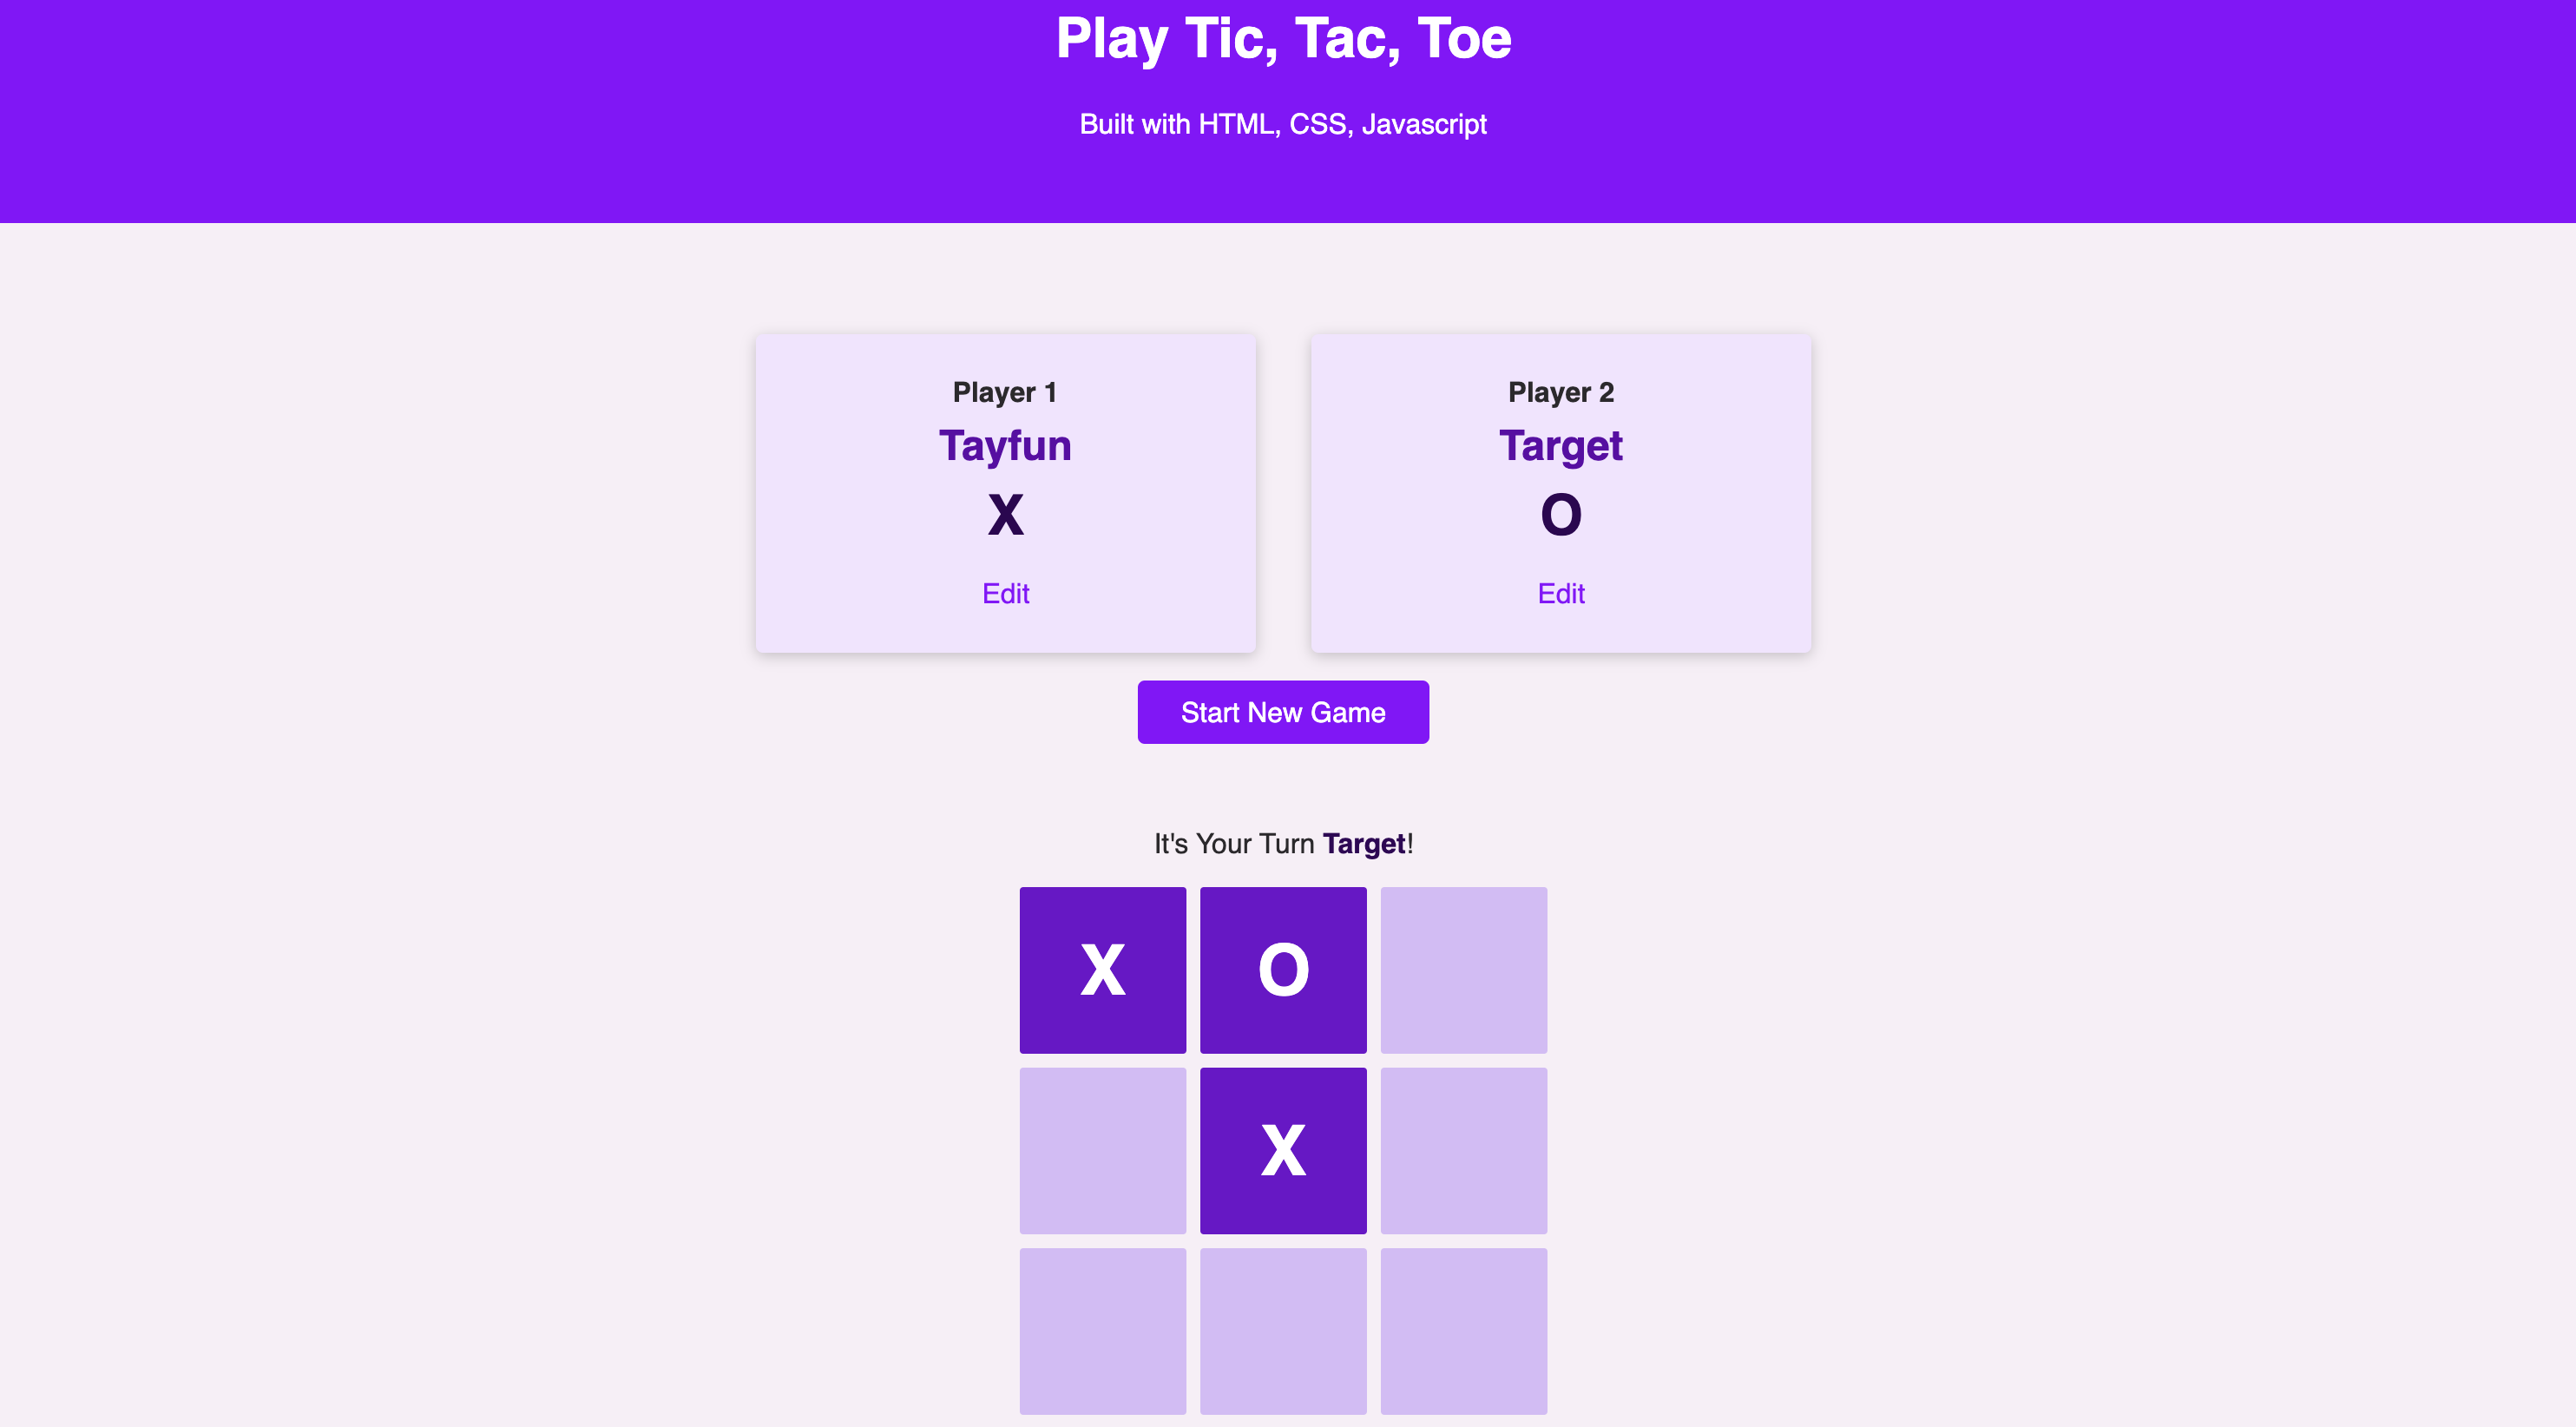 Play Tic, Tac, Toe
Built with HTML, CSS, Javascript
Player 1
Tayfun
X
Edit
Player 2
Target
O
Edit
Start New Game
It's Your Turn Target!
X O
X